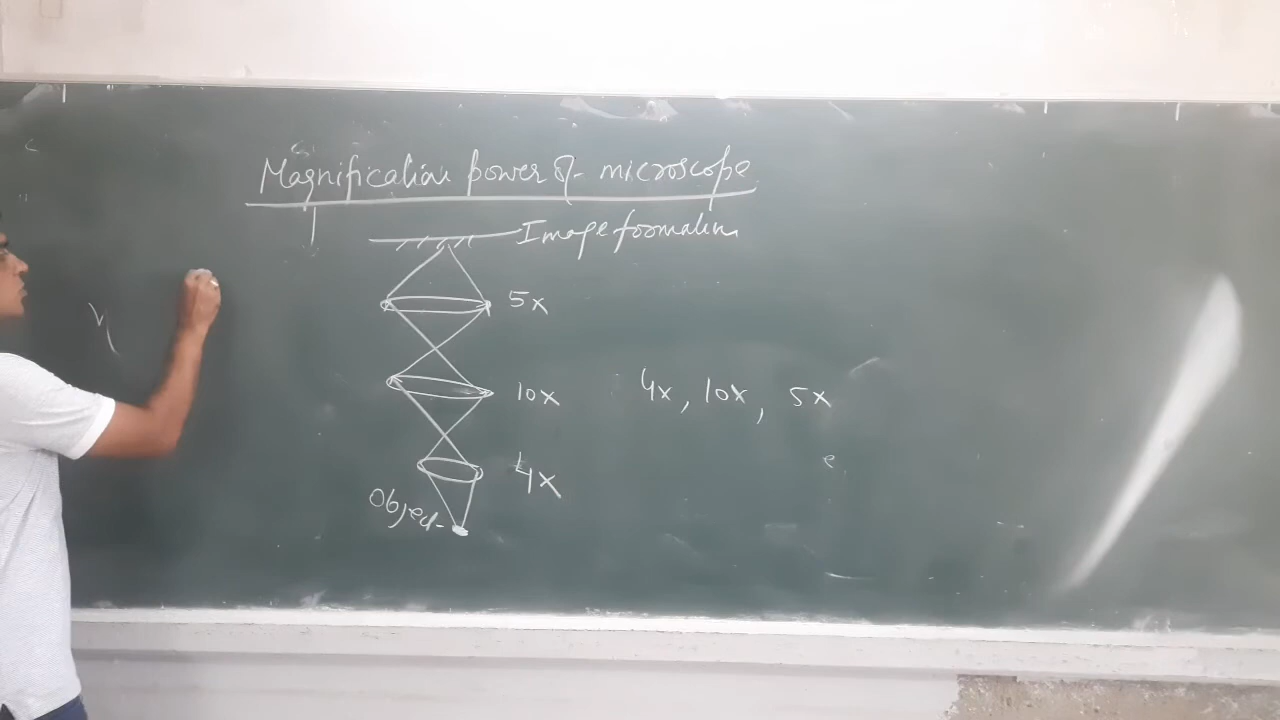 Magnification power of microscope
Image formation
5x
10x
4x, 10x, 5x
4x
Object